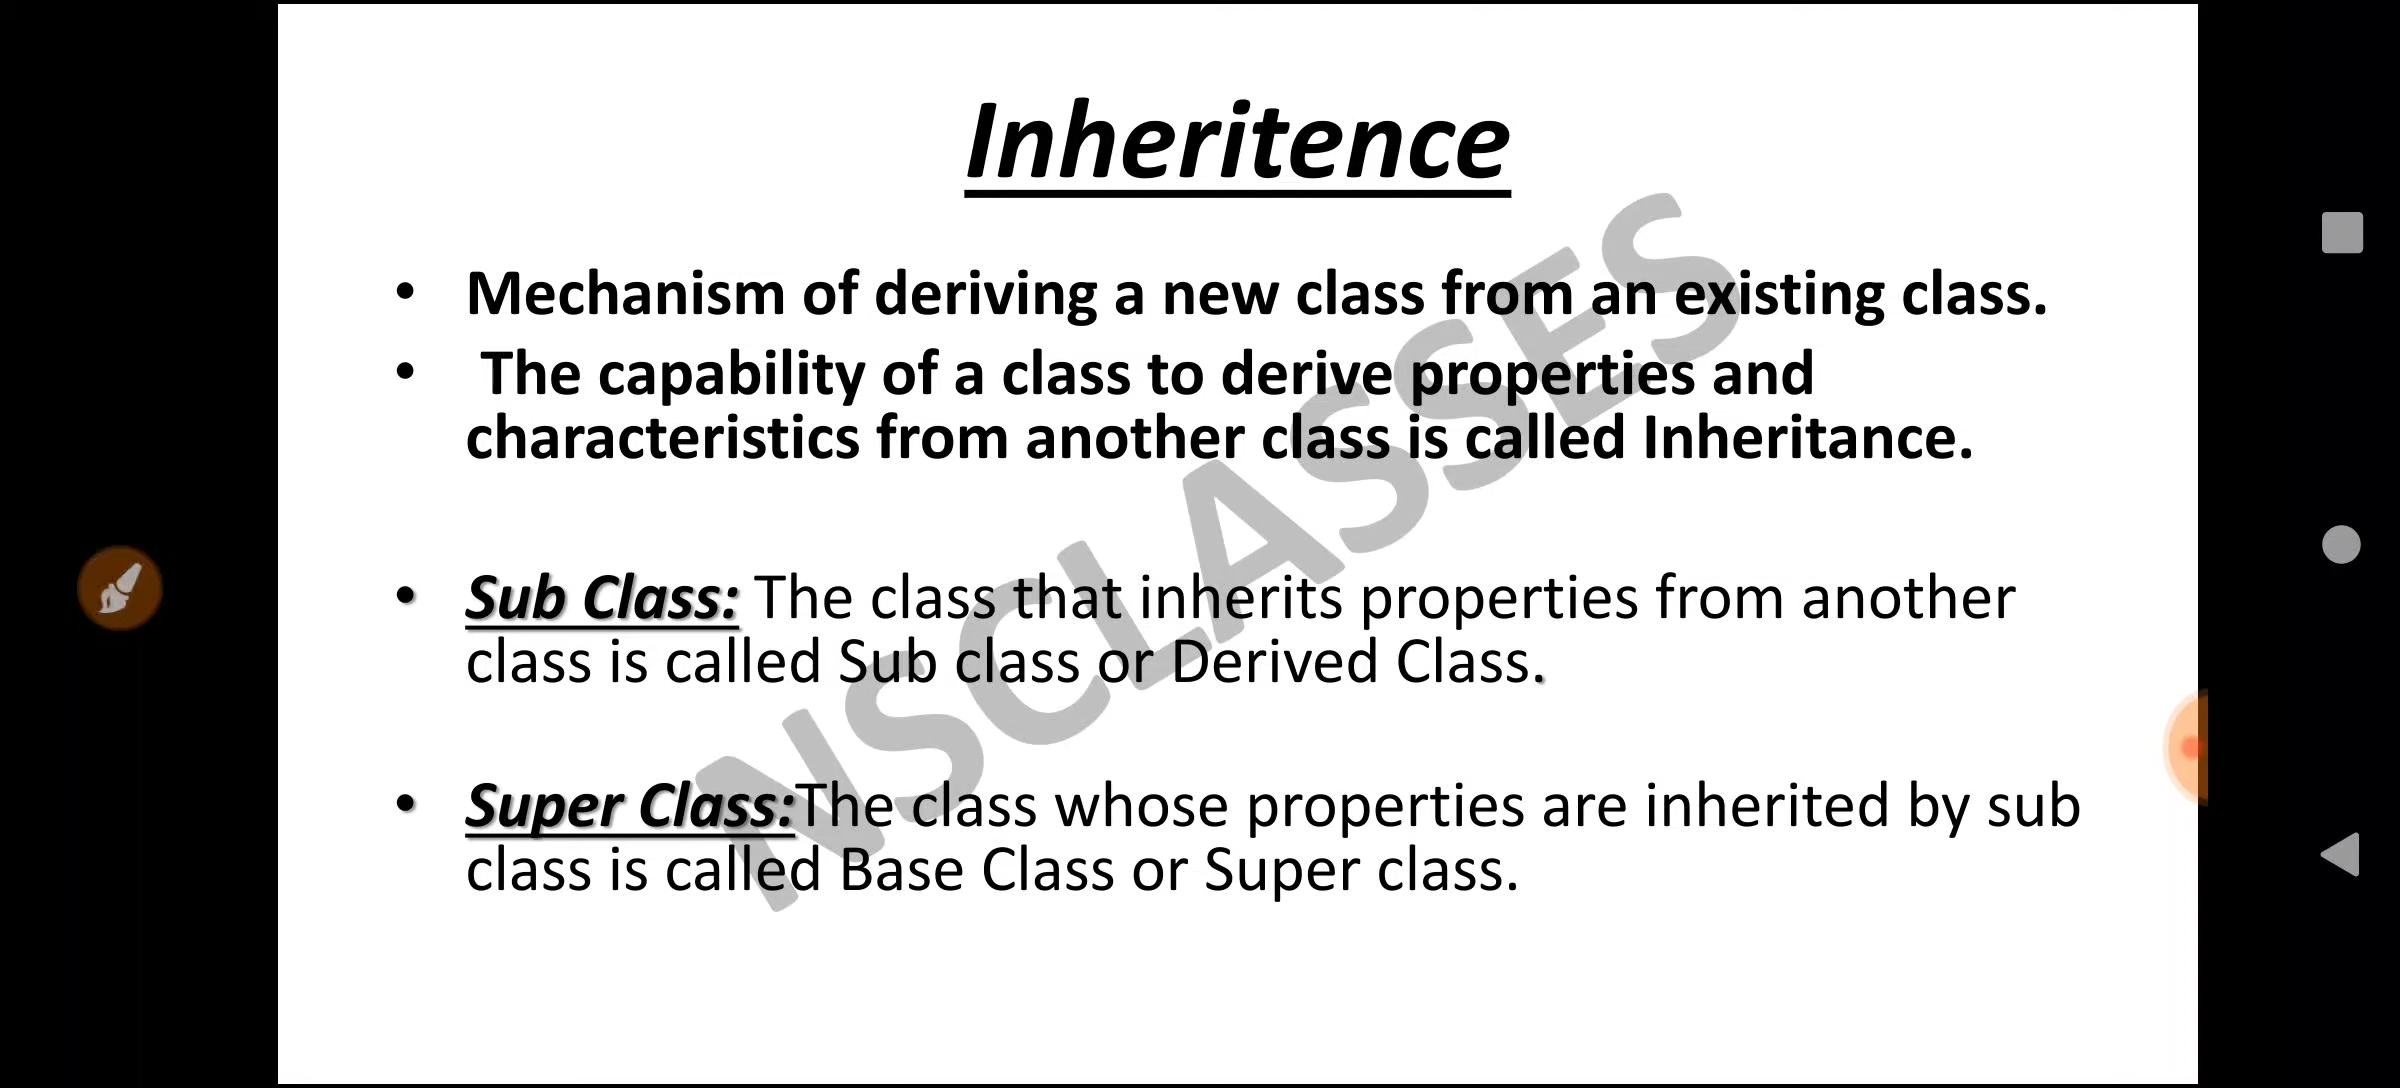 Inheritence
• Mechanism of deriving a new class from an existing class.
• The capability of a class to derive properties and
characteristics from another class is called Inheritance.
• Sub Class: The class that inherits properties from another
class is called Sub class or Derived Class.
• Super Class:The class whose properties are inherited by sub
class is called Base Class or Super class.
NSCLASSES